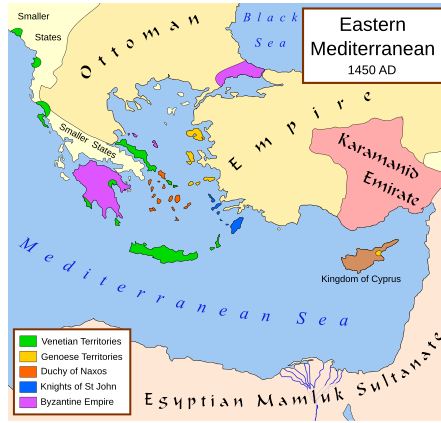 Eastern
Mediterranean
1450 AD
Smaller
States
Black
Sea
Ottoman
Empire
Smaller States
Karamanid
Emirate
Kingdom of Cyprus
Mediterranean Sea
Egyptian Mamluk Sultanate
Venetian Territories
Genoese Territories
Duchy of Naxos
Knights of St John
Byzantine Empire